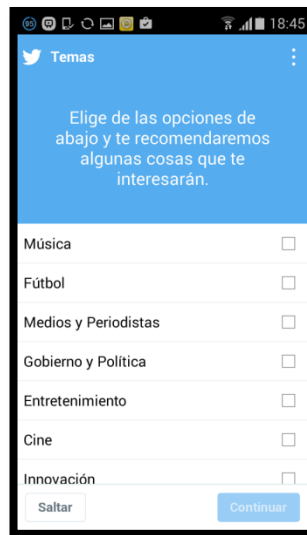 95
18:45
Temas
Elige de las opciones de
abajo y te recomendaremos
algunas cosas que te
interesarán.
Música
Fútbol
Medios y Periodistas
Gobierno y Política
Entretenimiento
Cine
Innovación
Saltar
Continuar